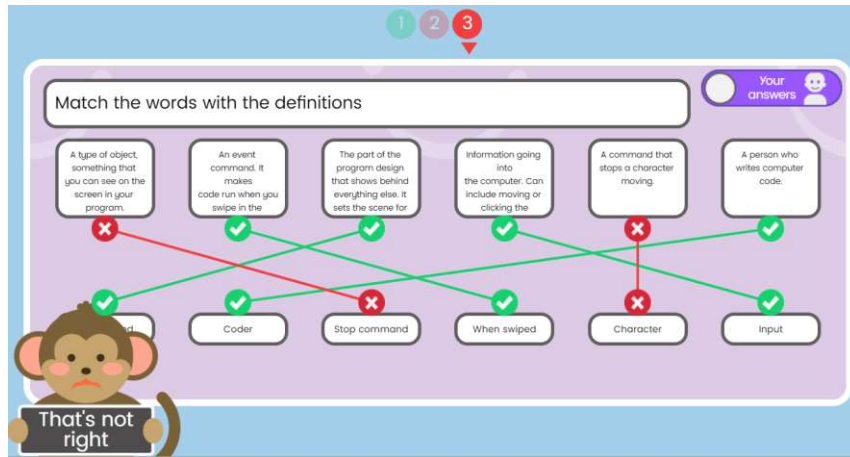 1 2 3
Match the words with the definitions
Your
answers
A type of object,
something that
you can see on the
screen in your
program.
An event
command. It
makes
code run when you
swipe in the
The part of the
program design
that shows behind
everything else. It
sets the scene for
Information going
into
the computer. Can
include moving or
clicking the
A command that
stops a character
moving.
A person who
writes computer
code.
Coder
Stop command
When swiped
Character
Input
That's not
right